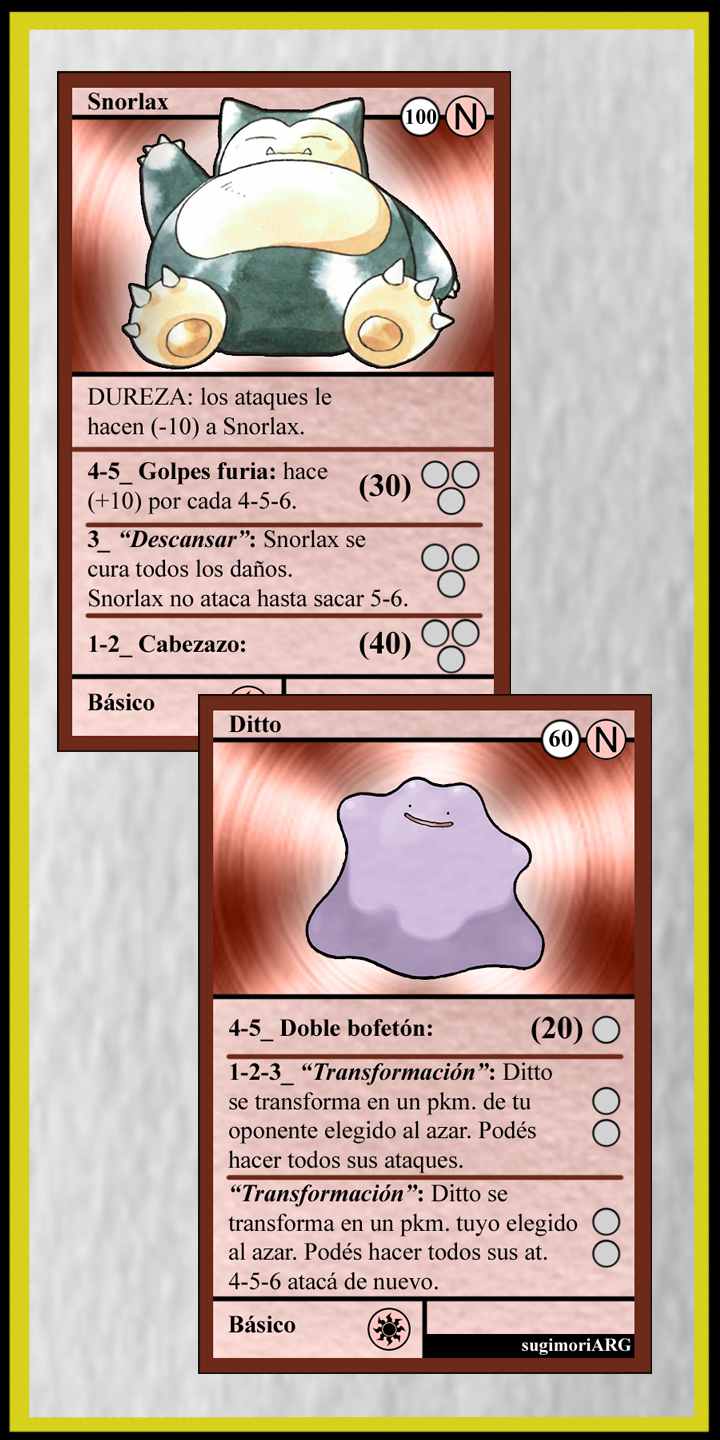 Snorlax
100 N
DUREZA: los ataques le
hacen (-10) a Snorlax.
4-5_ Golpes furia: hace
(+10) por cada 4-5-6.
(30)
3_ “Descansar”: Snorlax se
cura todos los daños.
Snorlax no ataca hasta sacar 5-6.
1-2_ Cabezazo: (40)
Básico
Ditto
60 N
4-5_ Doble bofetón: (20)
1-2-3_ “Transformación”: Ditto
se transforma en un pkm. de tu
oponente elegido al azar. Podés
hacer todos sus ataques.
“Transformación”: Ditto se
transforma en un pkm. tuyo elegido
al azar. Podés hacer todos sus at.
4-5-6 atacá de nuevo.
Básico
sugimoriARG